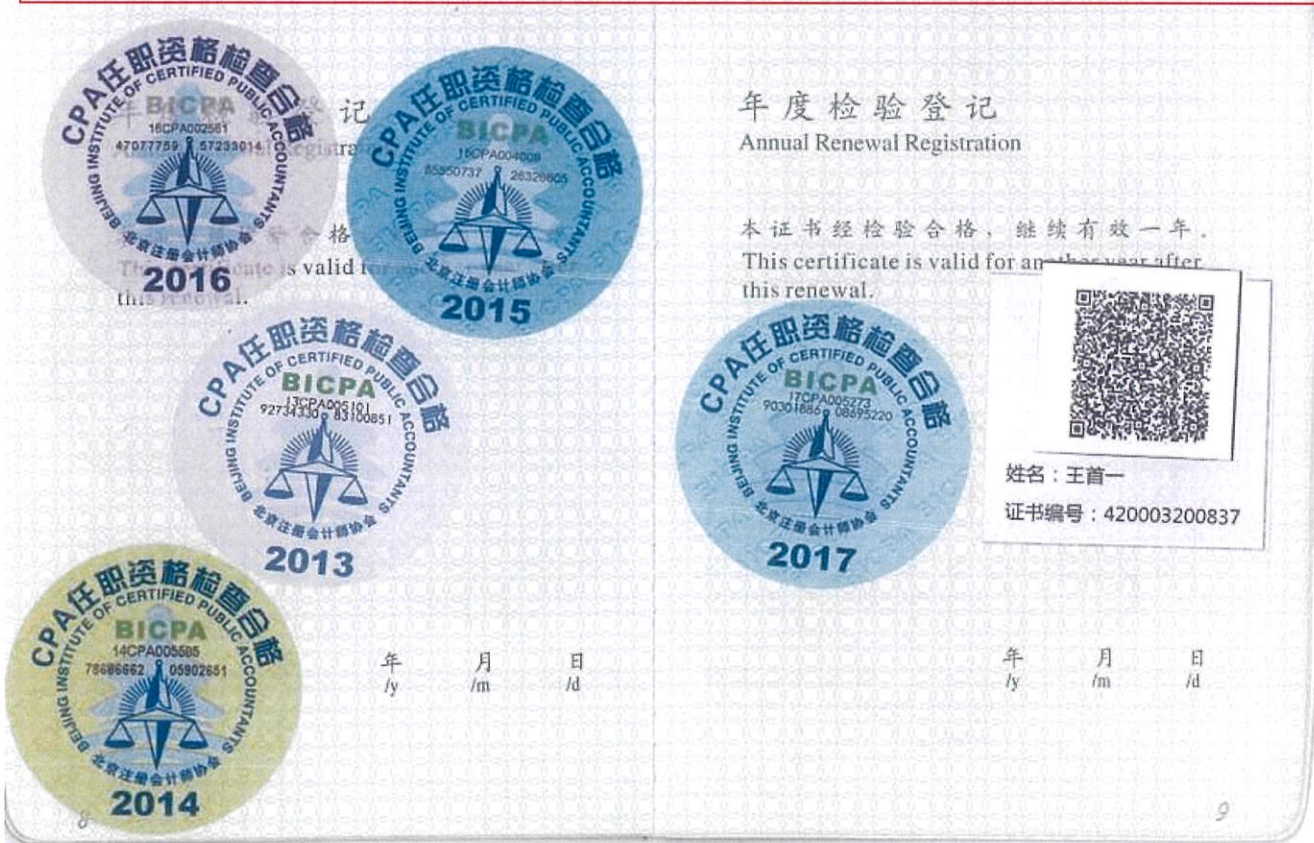 CPA任职资格检查合格
BEIJING INSTITUTE OF CERTIFIED PUBLIC ACCOUNTANTS
BICPA
16CPA002561
47077759 57233014
北京注册会计师协会
2016
CPA任职资格检查合格
BEIJING INSTITUTE OF CERTIFIED PUBLIC ACCOUNTANTS
BICPA
15CPA004009
85550737 26326605
北京注册会计师协会
2015
年 登记
合格
is valid
this renewal.
CPA任职资格检查合格
BEIJING INSTITUTE OF CERTIFIED PUBLIC ACCOUNTANTS
BICPA
13CPA005101
92734330 83100851
北京注册会计师协会
2013
CPA任职资格检查合格
BEIJING INSTITUTE OF CERTIFIED PUBLIC ACCOUNTANTS
BICPA
14CPA005585
78686662 05902651
北京注册会计师协会
2014
年 月 日
/y /m /d
8
年度检验登记
Annual Renewal Registration
本证书经检验合格，继续有效一年.
This certificate is valid for another year after
this renewal.
CPA任职资格检查合格
BEIJING INSTITUTE OF CERTIFIED PUBLIC ACCOUNTANTS
BICPA
17CPA005273
90301886 08695220
北京注册会计师协会
2017
姓名：王首一
证书编号：420003200837
年 月 日
/y /m /d
9